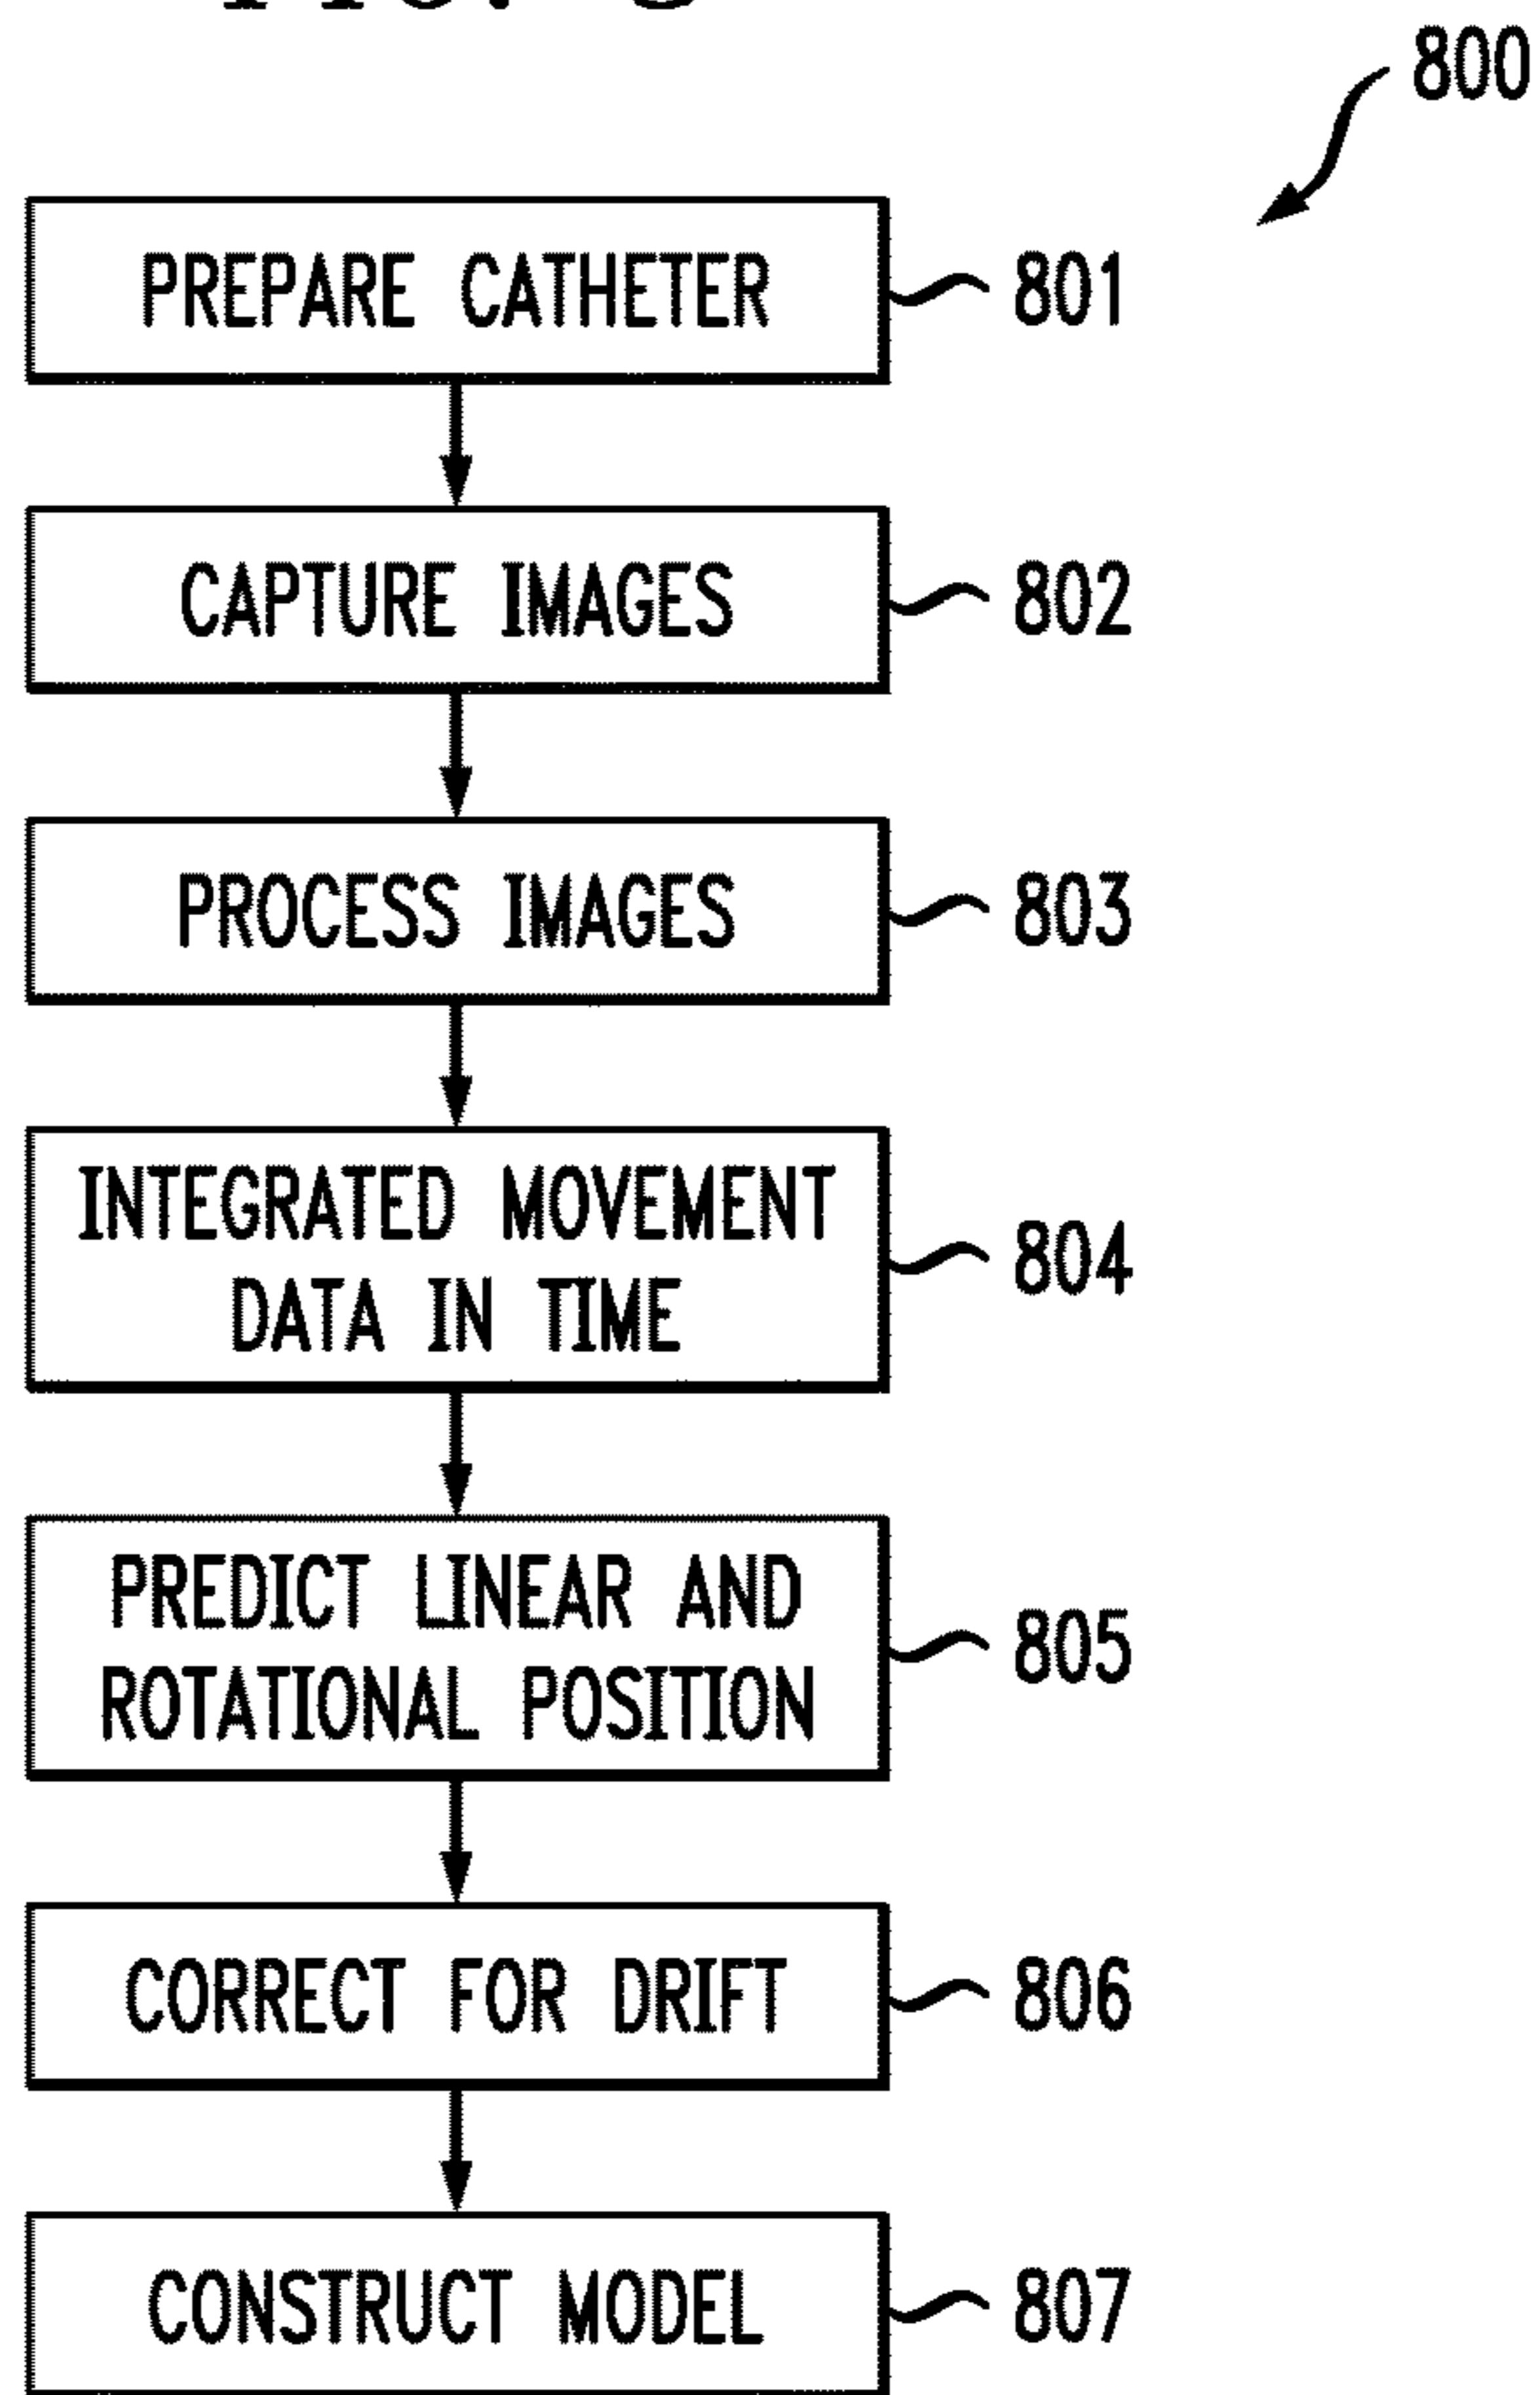 800
PREPARE CATHETER 801
CAPTURE IMAGES 802
PROCESS IMAGES 803
INTEGRATED MOVEMENT
DATA IN TIME
804
PREDICT LINEAR AND
ROTATIONAL POSITION
805
CORRECT FOR DRIFT 806
CONSTRUCT MODEL 807